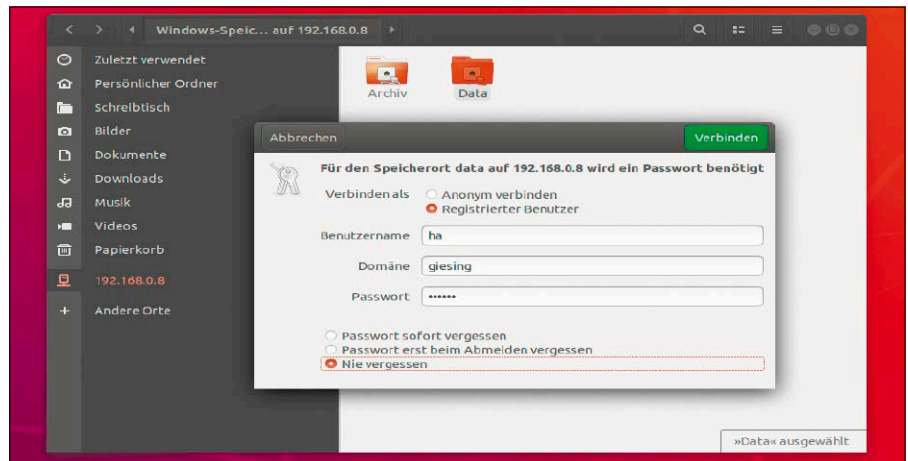 Windows-Speic... auf 192.168.0.8
Zuletzt verwendet
Persönlicher Ordner
Schreibtisch
Bilder
Dokumente
Downloads
Musik
Videos
Papierkorb
192.168.0.8
+ Andere Orte
Archiv
Data
Abbrechen
Verbinden
Für den Speicherort data auf 192.168.0.8 wird ein Passwort benötigt
Verbinden als
Anonym verbinden
Registrierter Benutzer
Benutzername ha
Domäne giesing
Passwort ••••••
Passwort sofort vergessen
Passwort erst beim Abmelden vergessen
Nie vergessen
»Data« ausgewählt